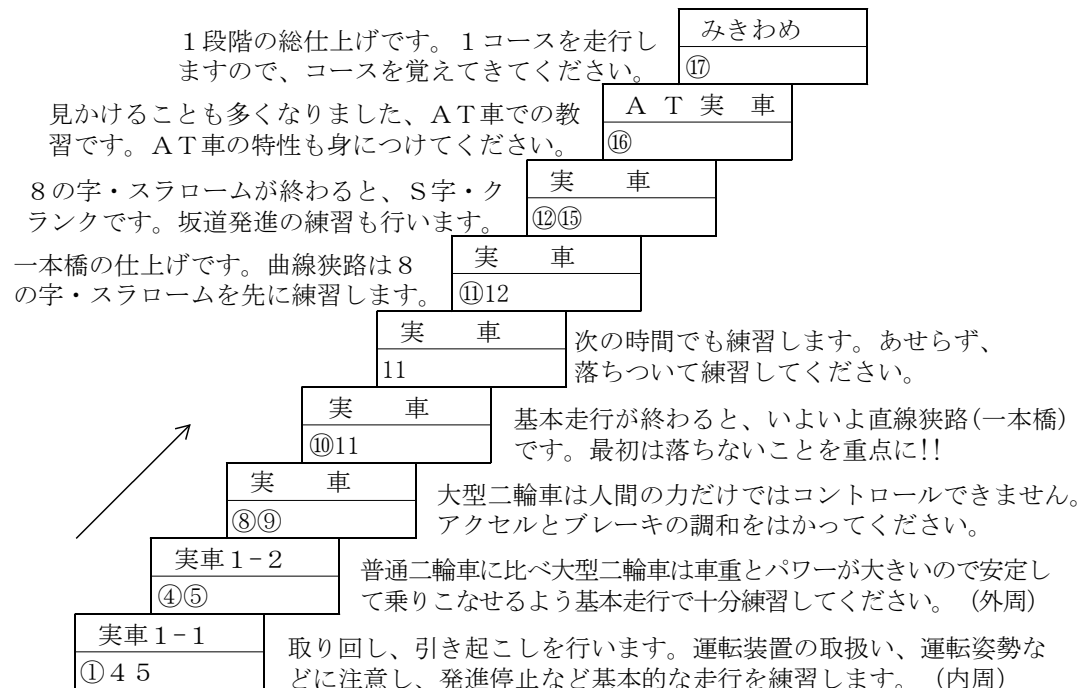 みきわめ
１段階の総仕上げです。１コースを走行し
ますので、コースを覚えてきてください。
⑰
ＡＴ実　車
見かけることも多くなりました、ＡＴ車での教
習です。ＡＴ車の特性も身につけてください。
⑯
実　　車
８の字・スラロームが終わると、Ｓ字・ク
ランクです。坂道発進の練習も行います。
⑫⑮
実　　車
一本橋の仕上げです。曲線狭路は８
の字・スラロームを先に練習します。
⑪12
実　　車
11
次の時間でも練習します。あせらず、
落ちついて練習してください。
実　　車
⑩11
基本走行が終わると、いよいよ直線狭路(一本橋)
です。最初は落ちないことを重点に!!
実　　車
⑧⑨
大型二輪車は人間の力だけではコントロールできません。
アクセルとブレーキの調和をはかってください。
実車１-２
④⑤
普通二輪車に比べ大型二輪車は車重とパワーが大きいので安定し
て乗りこなせるよう基本走行で十分練習してください。（外周）
実車１-１
①４５
取り回し、引き起こしを行います。運転装置の取扱い、運転姿勢な
どに注意し、発進停止など基本的な走行を練習します。（内周）